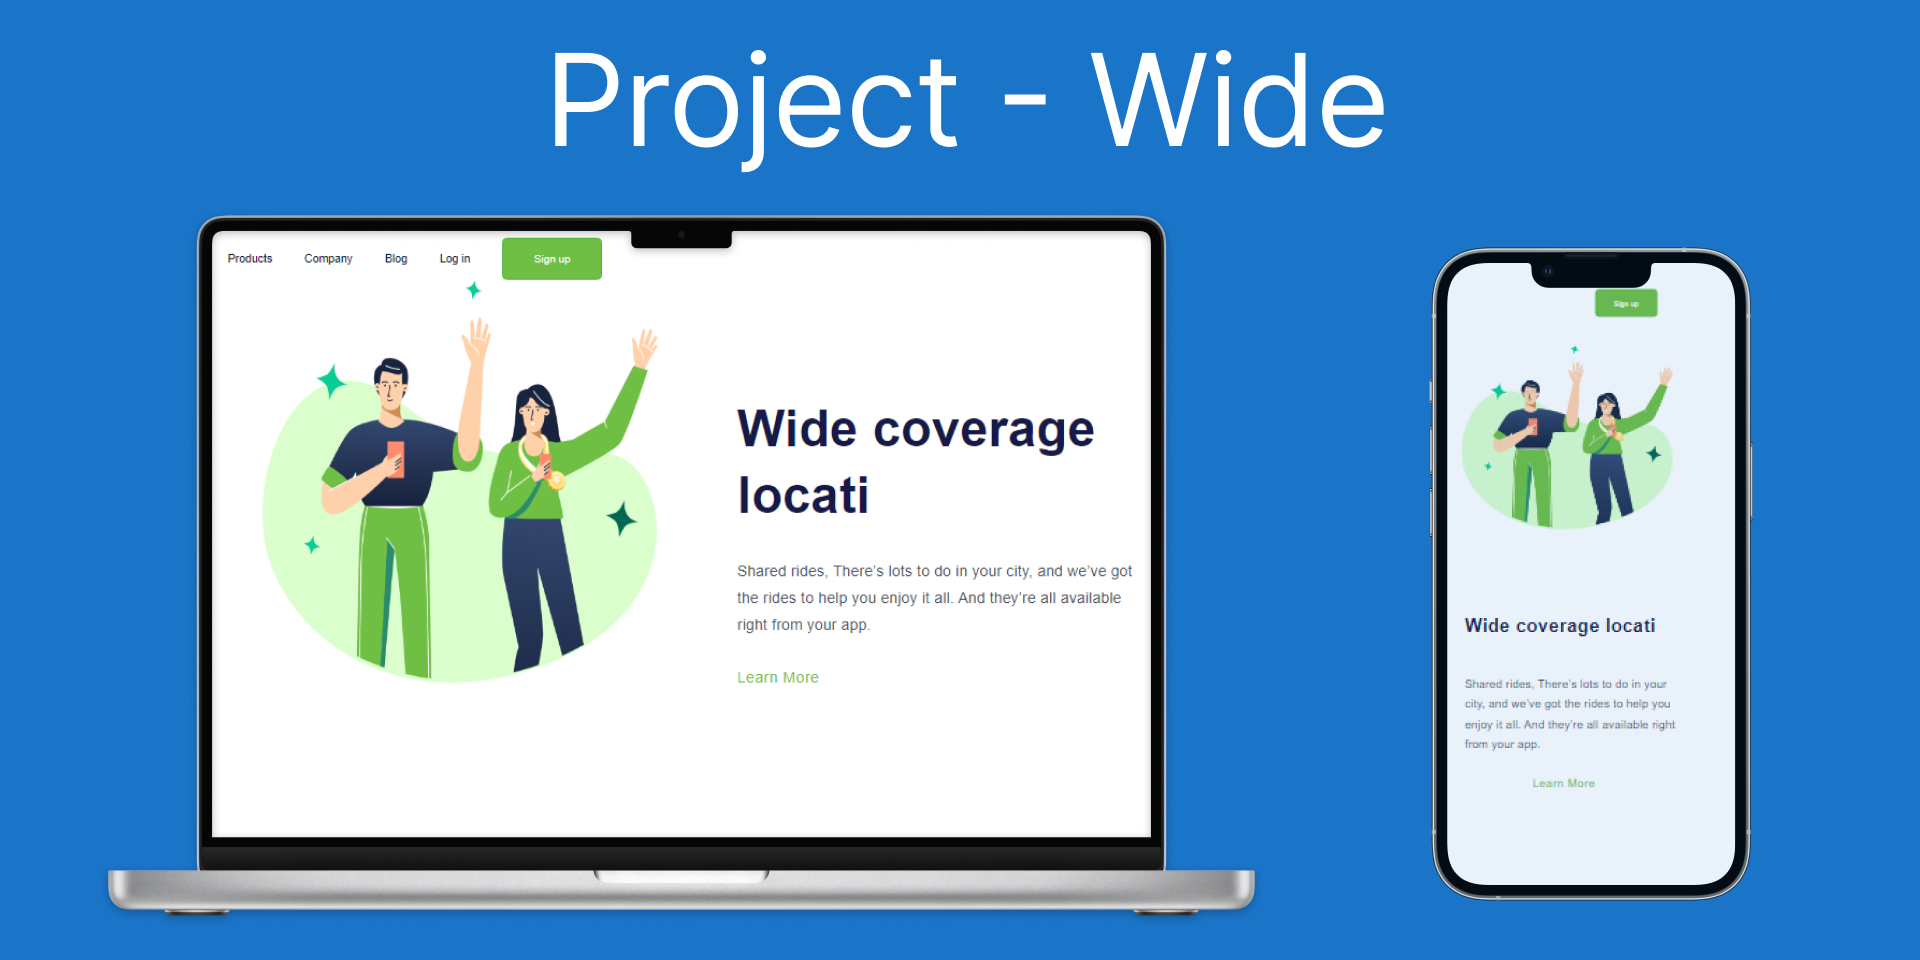 Project - Wide
Products Company Blog Log in Sign up
Wide coverage
locati
Shared rides, There's lots to do in your city, and we've got
the rides to help you enjoy it all. And they're all available
right from your app.
Learn More
Sign up
Wide coverage locati
Shared rides, There's lots to do in your
city, and we've got the rides to help you
enjoy it all. And they're all available right
from your app.
Learn More